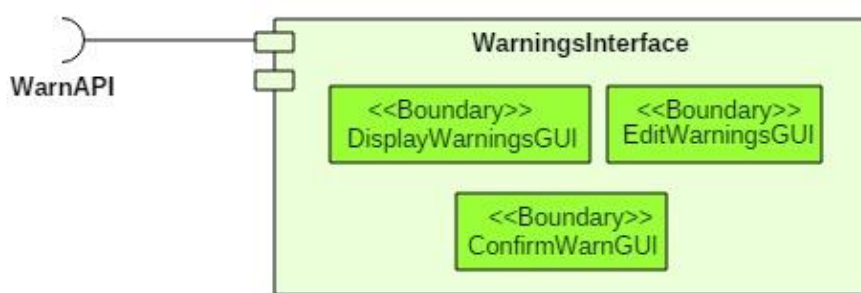 WarningsInterface
WarnAPI
<<Boundary>>
DisplayWarningsGUI
<<Boundary>>
EditWarningsGUI
<<Boundary>>
ConfirmWarnGUI